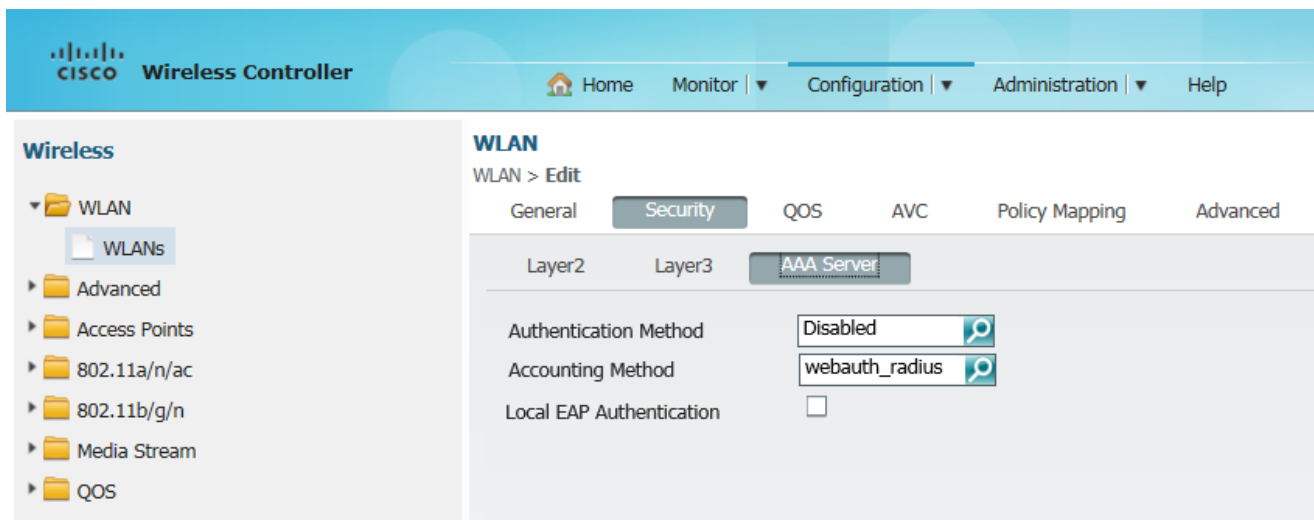 CISCO Wireless Controller
Home Monitor Configuration Administration Help
Wireless
WLAN
WLANs
Advanced
Access Points
802.11a/n/ac
802.11b/g/n
Media Stream
QOS
WLAN
WLAN > Edit
General Security QOS AVC Policy Mapping Advanced
Layer2 Layer3 AAA Server
Authentication Method Disabled
Accounting Method webauth_radius
Local EAP Authentication